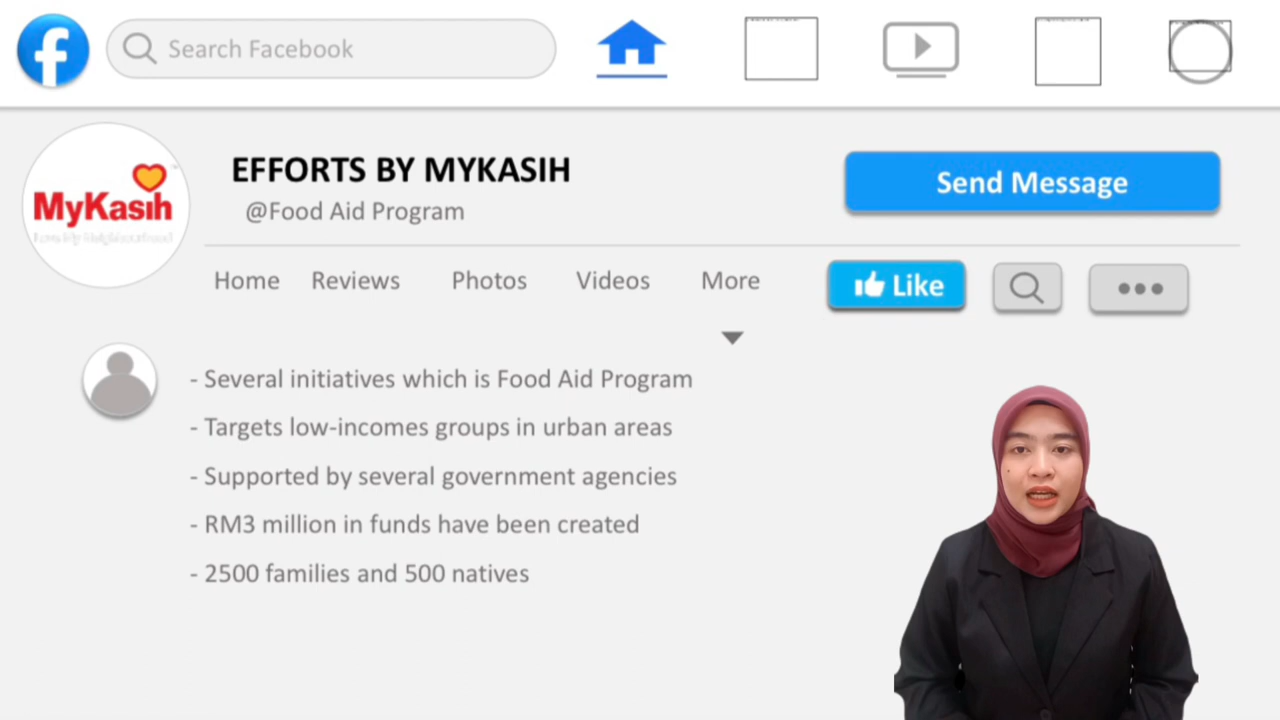 Search Facebook
EFFORTS BY MYKASIH
@Food Aid Program
Send Message
MyKasih
Home Reviews Photos Videos More
Like
- Several initiatives which is Food Aid Program
- Targets low-incomes groups in urban areas
- Supported by several government agencies
- RM3 million in funds have been created
- 2500 families and 500 natives